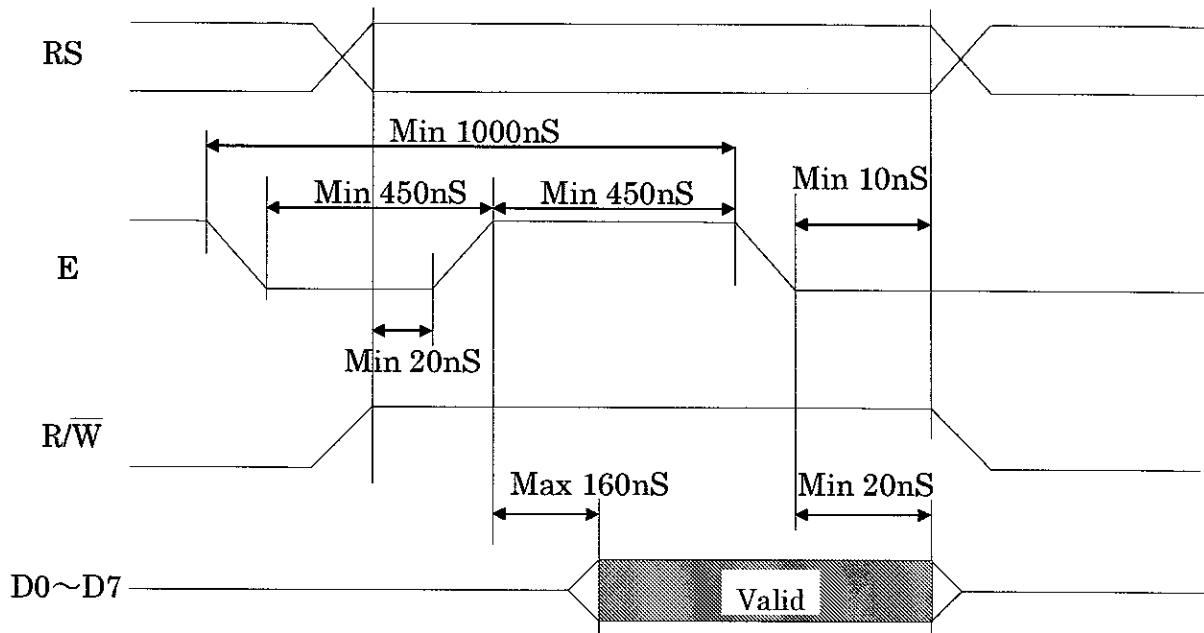 RS
Min 1000nS
Min 450nS Min 450nS Min 10nS
E
Min 20nS
R/W̅
Max 160nS Min 20nS
D0～D7
Valid